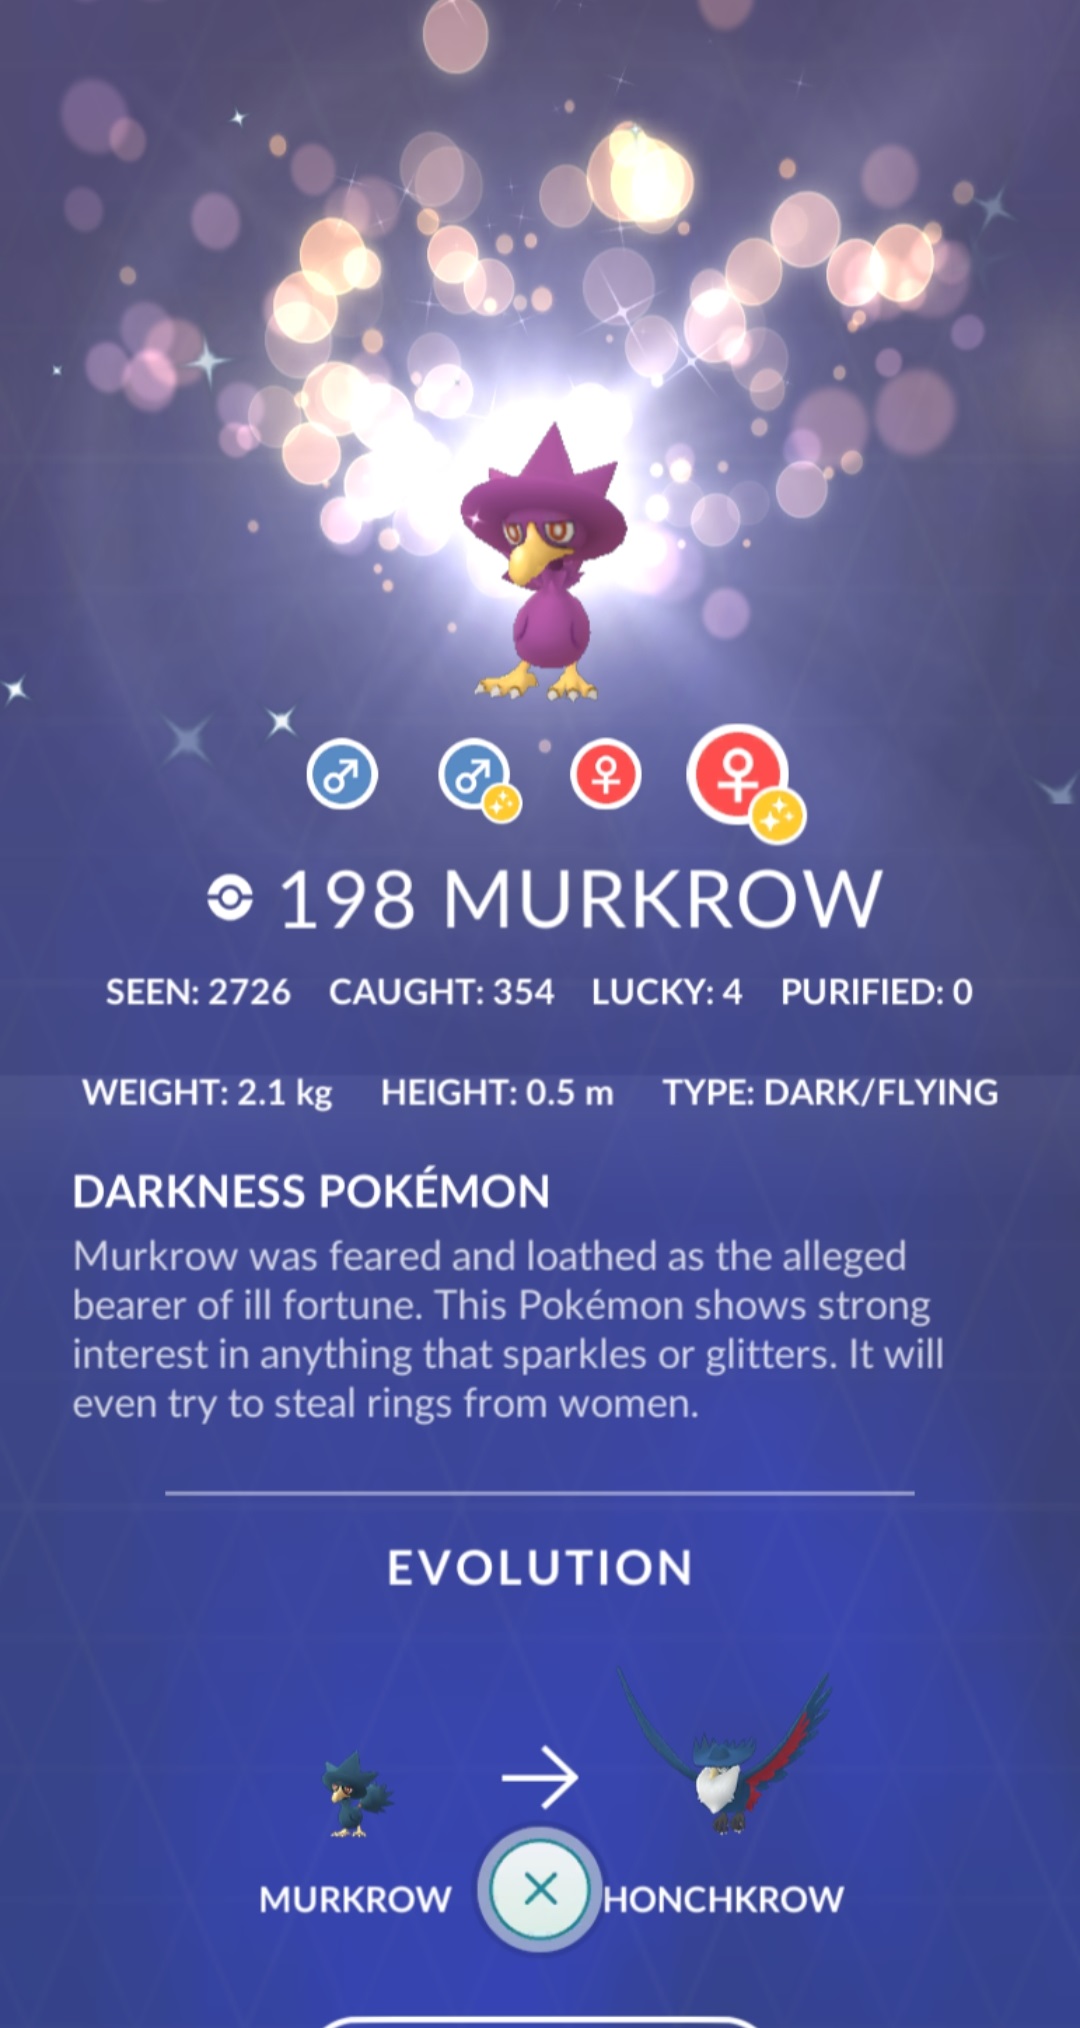 198 MURKROW
SEEN: 2726 CAUGHT: 354 LUCKY: 4 PURIFIED: 0
WEIGHT: 2.1 kg HEIGHT: 0.5 m TYPE: DARK/FLYING
DARKNESS POKÉMON
Murkrow was feared and loathed as the alleged
bearer of ill fortune. This Pokémon shows strong
interest in anything that sparkles or glitters. It will
even try to steal rings from women.
EVOLUTION
MURKROW HONCHKROW